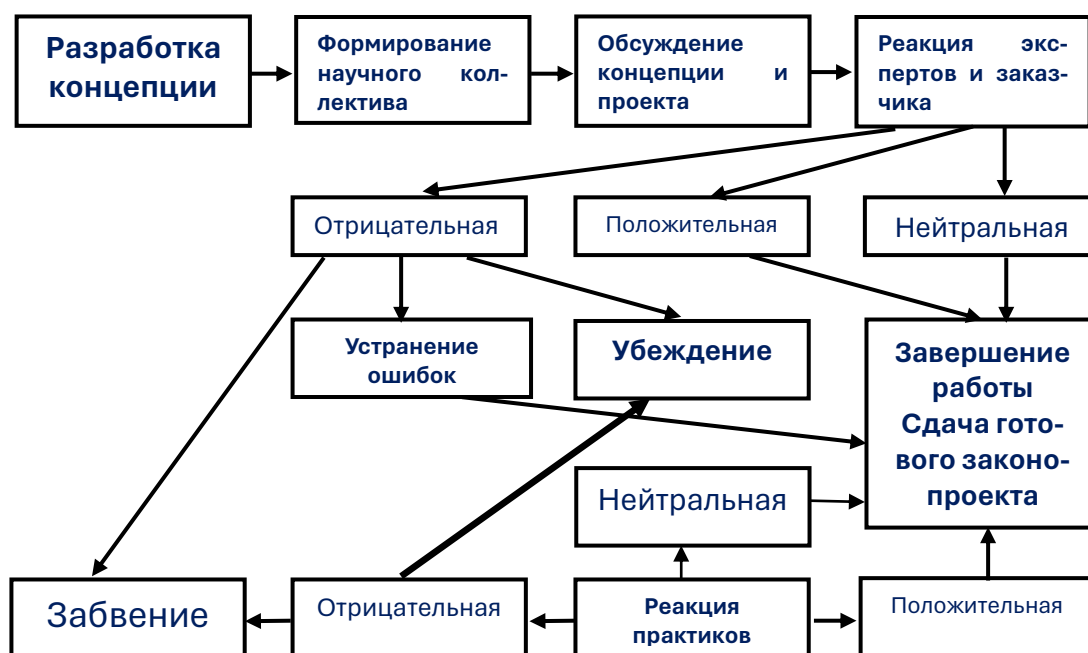 Разработка
концепции
Формирование
научного кол-
лектива
Обсуждение
концепции и
проекта
Реакция экс-
пертов и заказ-
чика
Отрицательная
Положительная
Нейтральная
Устранение
ошибок
Убеждение
Завершение
работы
Сдача гото-
вого законо-
проекта
Нейтральная
Забвение
Отрицательная
Реакция
практиков
Положительная